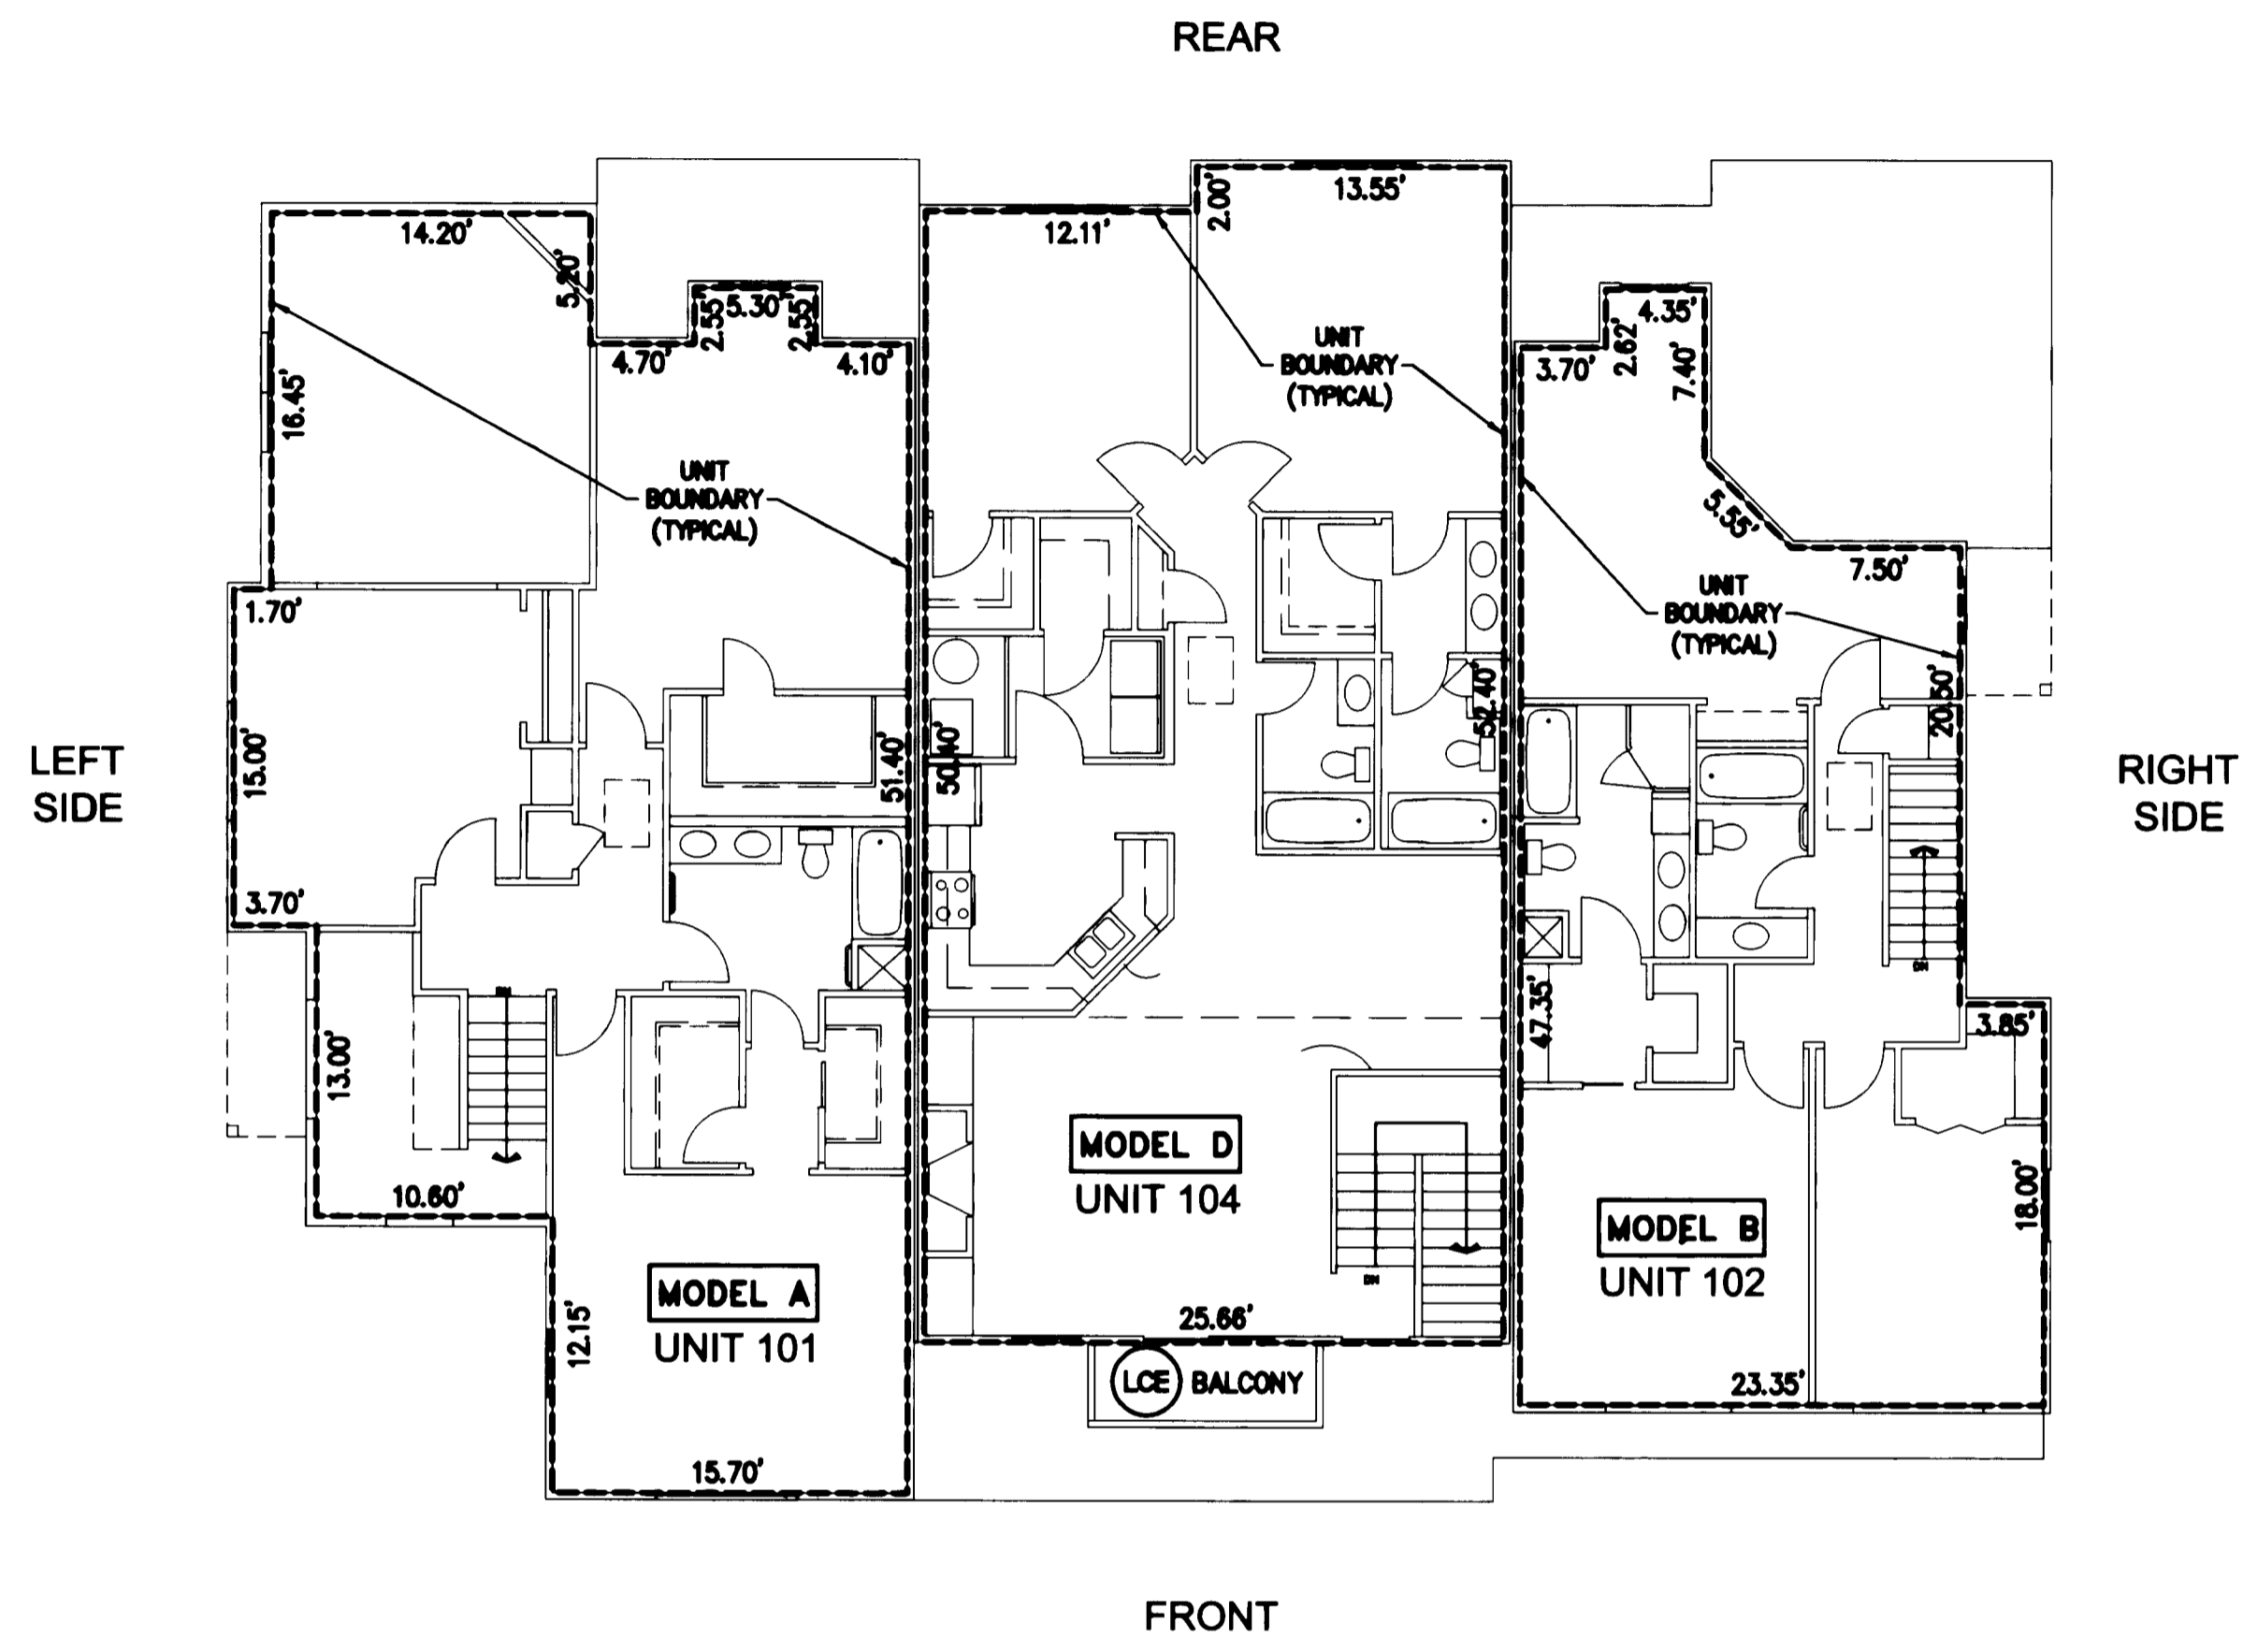 REAR
13.55'
2.00'
12.11'
14.20'
5.20'
5.30'
2.55'
2.55'
4.70'
4.10'
4.35'
2.62'
3.70'
7.40'
UNIT
BOUNDARY
(TYPICAL)
16.45'
UNIT
BOUNDARY
(TYPICAL)
5.55'
7.50'
UNIT
BOUNDARY
(TYPICAL)
1.70'
LEFT
SIDE
15.00'
51.40'
50.40'
52.40'
20.50'
RIGHT
SIDE
3.70'
DN
DN
47.35'
3.85'
13.00'
10.60'
MODEL D
UNIT 104
18.00'
MODEL B
UNIT 102
DN
MODEL A
UNIT 101
12.15'
25.66'
LCE BALCONY
23.35'
15.70'
FRONT